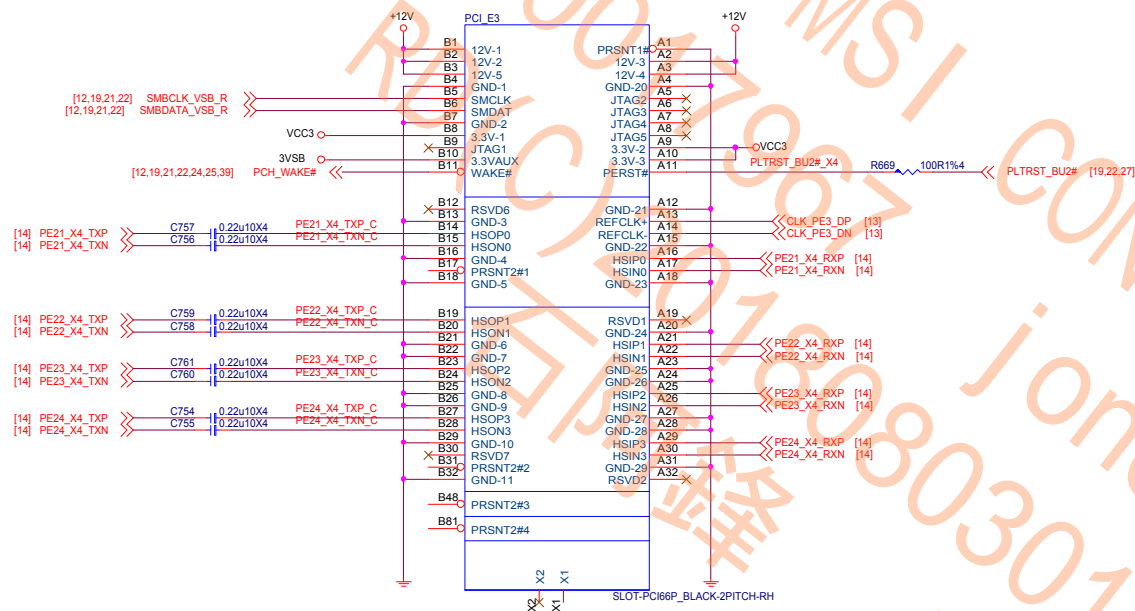 +12V
PCI_E3
+12V
B1 12V-1 PRSNT1# A1
B2 12V-2 12V-3 A2
B3 12V-5 12V-4 A3
B4 GND-1 GND-20 A4
[12,19,21,22] SMBCLK_VSB_R B5 SMCLK JTAG2 A5
[12,19,21,22] SMBDATA_VSB_R B6 SMDAT JTAG3 A6
B7 GND-2 JTAG4 A7
VCC3 B8 3.3V-1 JTAG5 A8
B9 JTAG1 3.3V-2 A9 VCC3
3VSB B10 3.3VAUX 3.3V-3 A10
[12,19,21,22,24,25,39] PCH_WAKE# B11 WAKE# PERST# A11 PLTRST_BU2#_X4 R669 100R1%4 PLTRST_BU2# [19,22,27]
B12 RSVD6 GND-21 A12
B13 GND-3 REFCLK+ A13 CLK_PE3_DP [13]
[14] PE21_X4_TXP C757 0.22u10X4 PE21_X4_TXP_C B14 HSOP0 REFCLK- A14 CLK_PE3_DN [13]
[14] PE21_X4_TXN C756 0.22u10X4 PE21_X4_TXN_C B15 HSON0 GND-22 A15
B16 GND-4 HSIP0 A16 PE21_X4_RXP [14]
B17 PRSNT2#1 HSIN0 A17 PE21_X4_RXN [14]
B18 GND-5 GND-23 A18
[14] PE22_X4_TXP C759 0.22u10X4 PE22_X4_TXP_C B19 HSOP1 RSVD1 A19
[14] PE22_X4_TXN C758 0.22u10X4 PE22_X4_TXN_C B20 HSON1 GND-24 A20
B21 GND-6 HSIP1 A21 PE22_X4_RXP [14]
B22 GND-7 HSIN1 A22 PE22_X4_RXN [14]
[14] PE23_X4_TXP C761 0.22u10X4 PE23_X4_TXP_C B23 HSOP2 GND-25 A23
[14] PE23_X4_TXN C760 0.22u10X4 PE23_X4_TXN_C B24 HSON2 GND-26 A24
B25 GND-8 HSIP2 A25 PE23_X4_RXP [14]
B26 GND-9 HSIN2 A26 PE23_X4_RXN [14]
[14] PE24_X4_TXP C754 0.22u10X4 PE24_X4_TXP_C B27 HSOP3 GND-27 A27
[14] PE24_X4_TXN C755 0.22u10X4 PE24_X4_TXN_C B28 HSON3 GND-28 A28
B29 GND-10 HSIP3 A29 PE24_X4_RXP [14]
B30 RSVD7 HSIN3 A30 PE24_X4_RXN [14]
B31 PRSNT2#2 GND-29 A31
B32 GND-11 RSVD2 A32
B48 PRSNT2#3
B81 PRSNT2#4
X2 X1
X2 X1
SLOT-PCI66P_BLACK-2PITCH-RH
MSI CON
jone